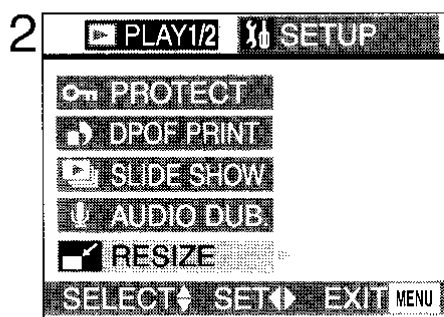 2
PLAY1/2 SETUP
PROTECT
DPOF PRINT
SLIDE SHOW
AUDIO DUB.
RESIZE
SELECT SET EXIT MENU